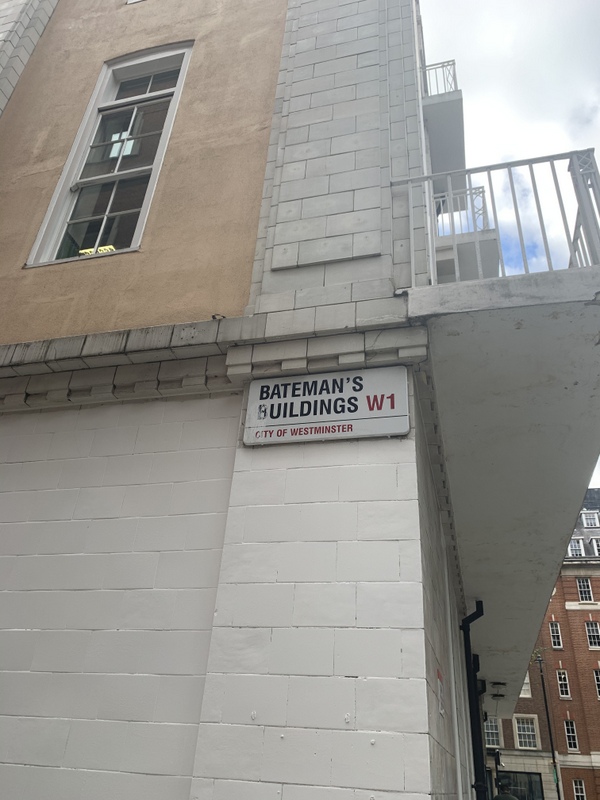 BATEMAN'S
BUILDINGS W1
CITY OF WESTMINSTER